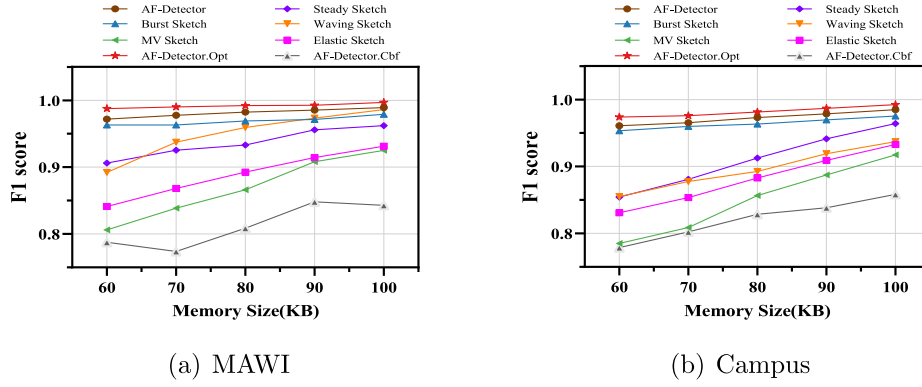 AF-Detector
Steady Sketch
Burst Sketch
Waving Sketch
MV Sketch
Elastic Sketch
AF-Detector.Opt
AF-Detector.Cbf
F1 score
1.0
0.9
0.8
60 70 80 90 100
Memory Size(KB)
(a) MAWI
AF-Detector
Steady Sketch
Burst Sketch
Waving Sketch
MV Sketch
Elastic Sketch
AF-Detector.Opt
AF-Detector.Cbf
F1 score
1.0
0.9
0.8
60 70 80 90 100
Memory Size(KB)
(b) Campus